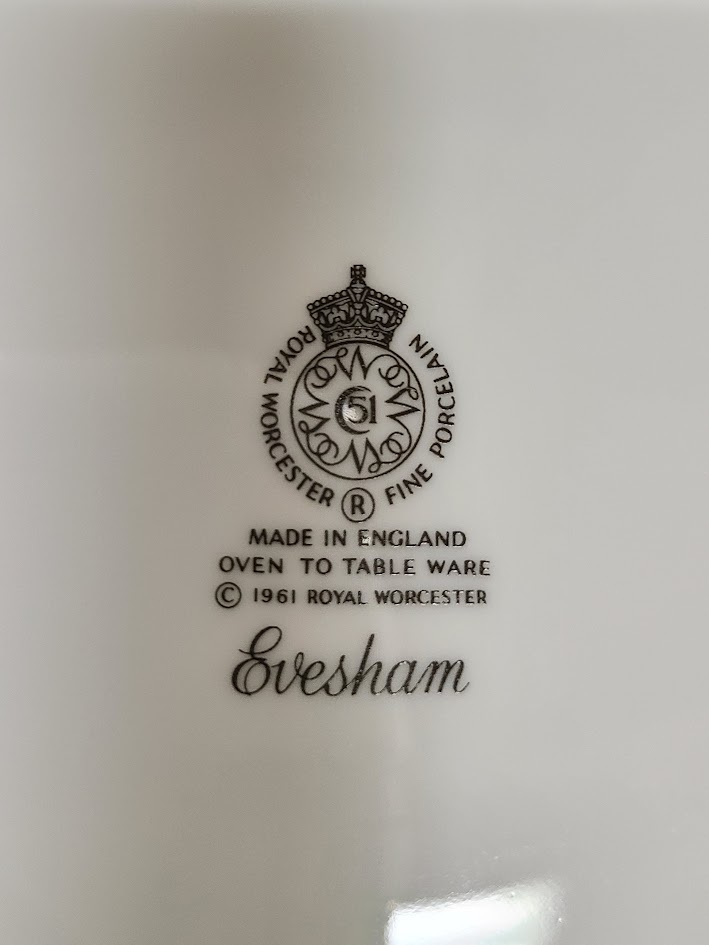 ROYAL WORCESTER ® FINE PORCELAIN
51
MADE IN ENGLAND
OVEN TO TABLE WARE
© 1961 ROYAL WORCESTER
Evesham